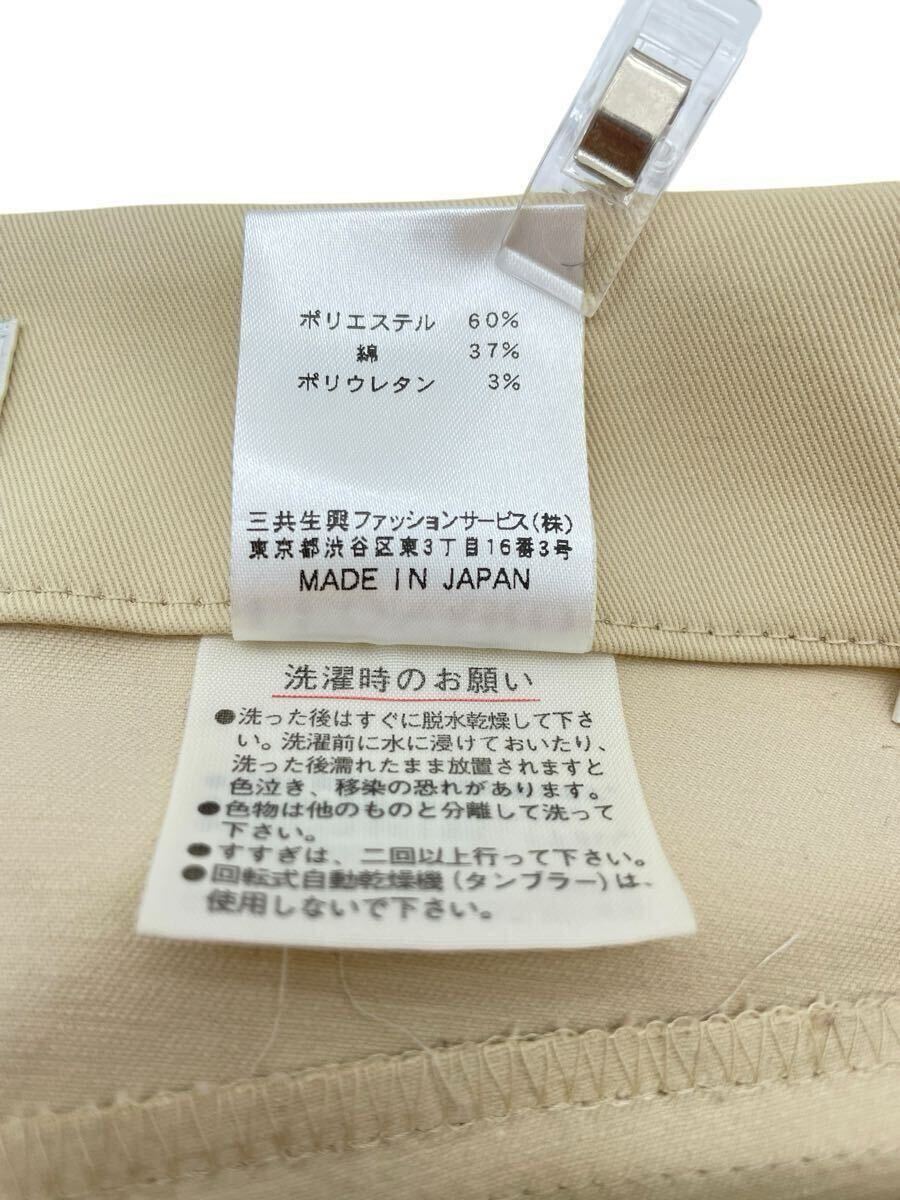 ポリエステル 60%
綿 37%
ポリウレタン 3%
三共生興ファッションサービス(株)
東京都渋谷区東3丁目16番3号
MADE IN JAPAN
洗濯時のお願い
●洗った後はすぐに脱水乾燥して下さ
い。洗濯前に水に浸けておいたり、
洗った後濡れたまま放置されますと
色泣き、移染の恐れがあります。
●色物は他のものと分離して洗って
下さい。
●すすぎは、二回以上行って下さい。
●回転式自動乾燥機(タンブラー)は、
使用しないで下さい。